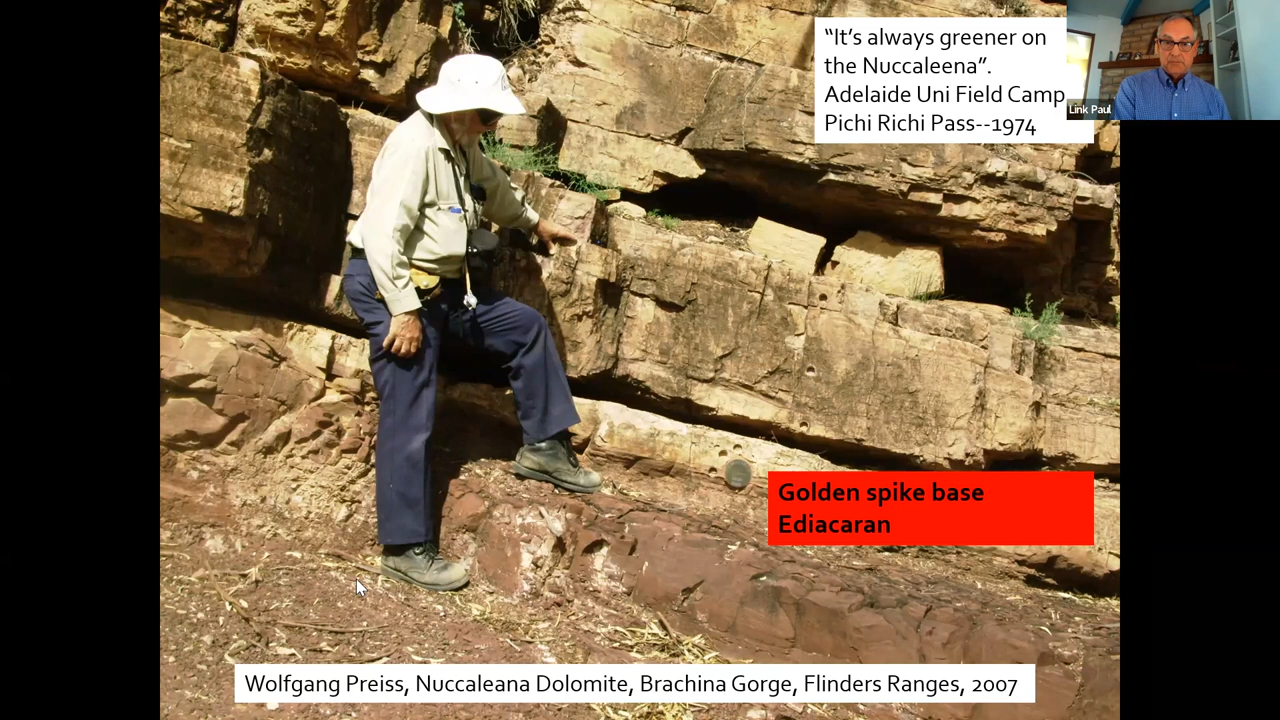 “It’s always greener on
the Nuccaleena”.
Adelaide Uni Field Camp
Pichi Richi Pass--1974
Link Paul
Golden spike base
Ediacaran
Wolfgang Preiss, Nuccaleana Dolomite, Brachina Gorge, Flinders Ranges, 2007